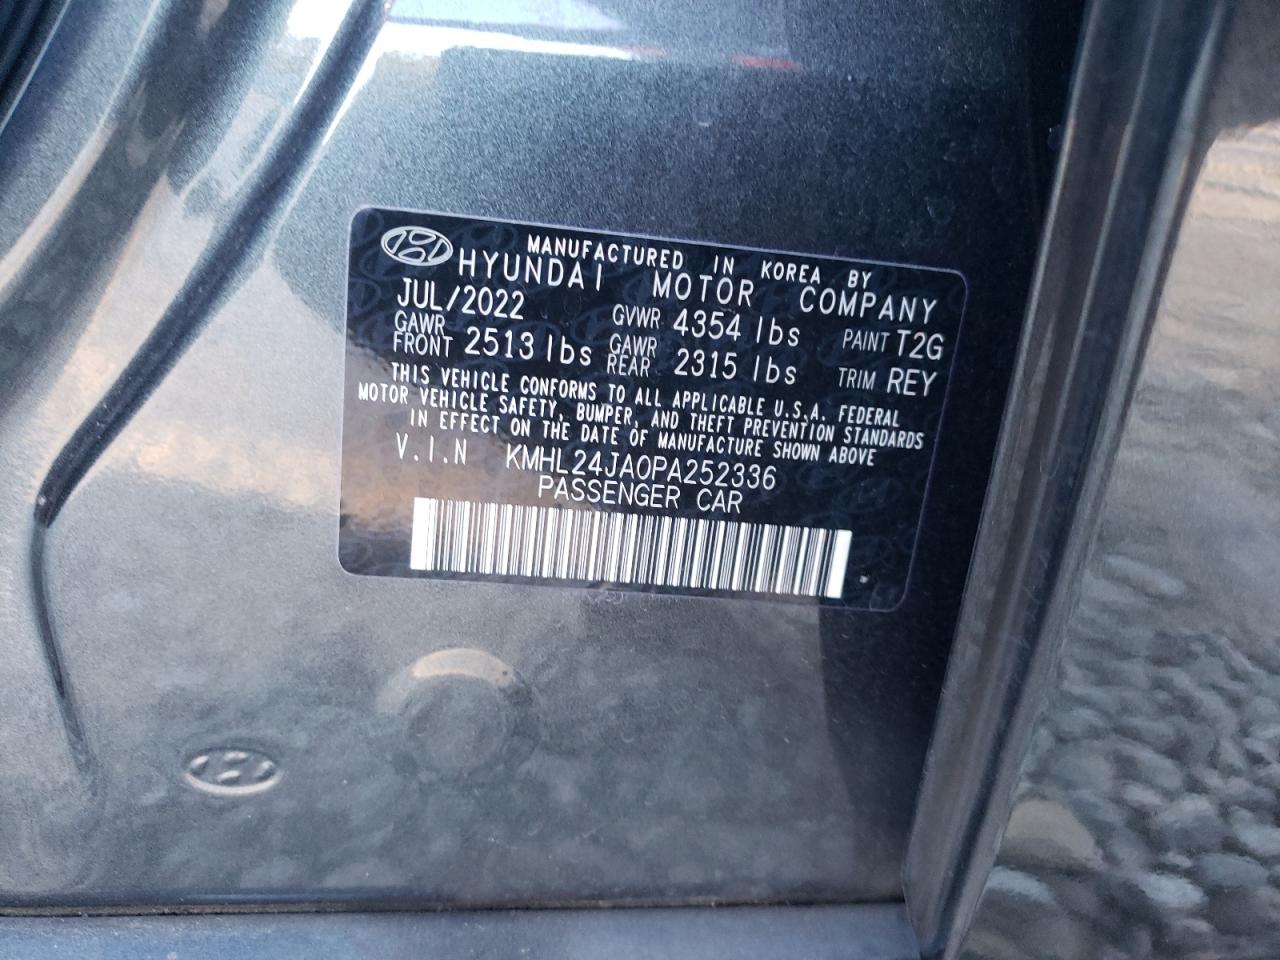 MANUFACTURED IN KOREA BY
HYUNDAI MOTOR COMPANY
JUL/2022 GVWR 4354 lbs PAINT T2G
GAWR FRONT 2513 lbs GAWR REAR 2315 lbs TRIM REY
THIS VEHICLE CONFORMS TO ALL APPLICABLE U.S.A. FEDERAL
MOTOR VEHICLE SAFETY, BUMPER, AND THEFT PREVENTION STANDARDS
IN EFFECT ON THE DATE OF MANUFACTURE SHOWN ABOVE
V.I.N KMHL24JA0PA252336
PASSENGER CAR